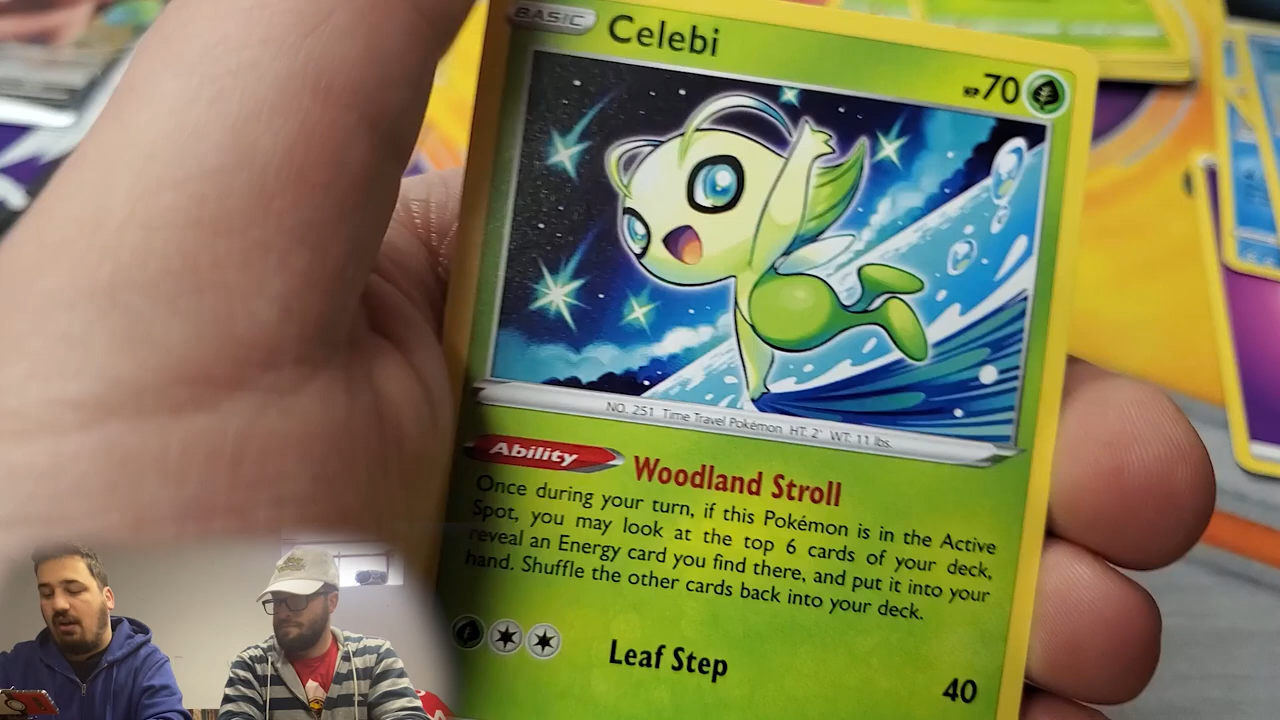 BASIC Celebi HP 70
NO. 251 Time Travel Pokémon HT: 2' WT: 11 lbs.
Ability Woodland Stroll
Once during your turn, if this Pokémon is in the Active
Spot, you may look at the top 6 cards of your deck,
reveal an Energy card you find there, and put it into your
hand. Shuffle the other cards back into your deck.
Leaf Step 40